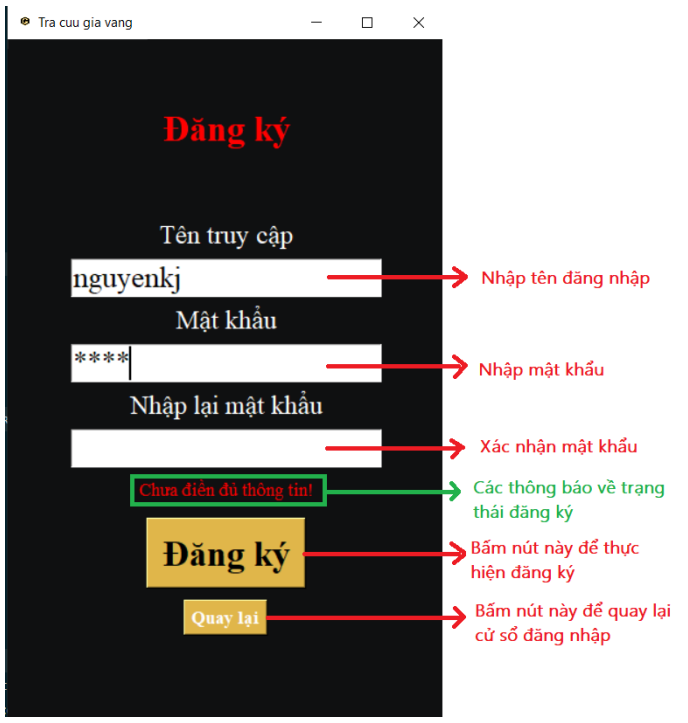 Tra cuu gia vang
Đăng ký
Tên truy cập
nguyenkj
Nhập tên đăng nhập
Mật khẩu
****
Nhập mật khẩu
Nhập lại mật khẩu
Xác nhận mật khẩu
Chưa điền đủ thông tin!
Các thông báo về trạng
thái đăng ký
Đăng ký
Bấm nút này để thực
hiện đăng ký
Quay lại
Bấm nút này để quay lại
cử sổ đăng nhập